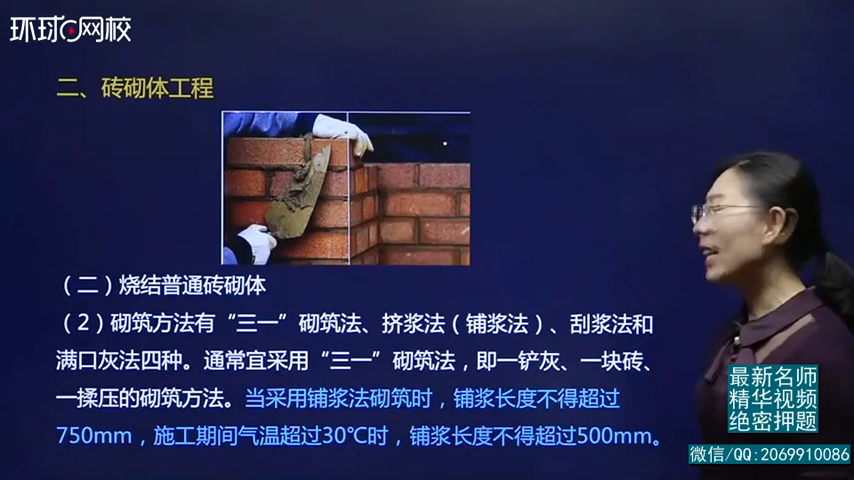 环球网校
二、砖砌体工程
（二）烧结普通砖砌体
（2）砌筑方法有“三一”砌筑法、挤浆法（铺浆法）、刮浆法和
满口灰法四种。通常宜采用“三一”砌筑法，即一铲灰、一块砖、
一揉压的砌筑方法。当采用铺浆法砌筑时，铺浆长度不得超过
750mm，施工期间气温超过30℃时，铺浆长度不得超过500mm。
最新名师
精华视频
绝密押题
微信/QQ:2069910086